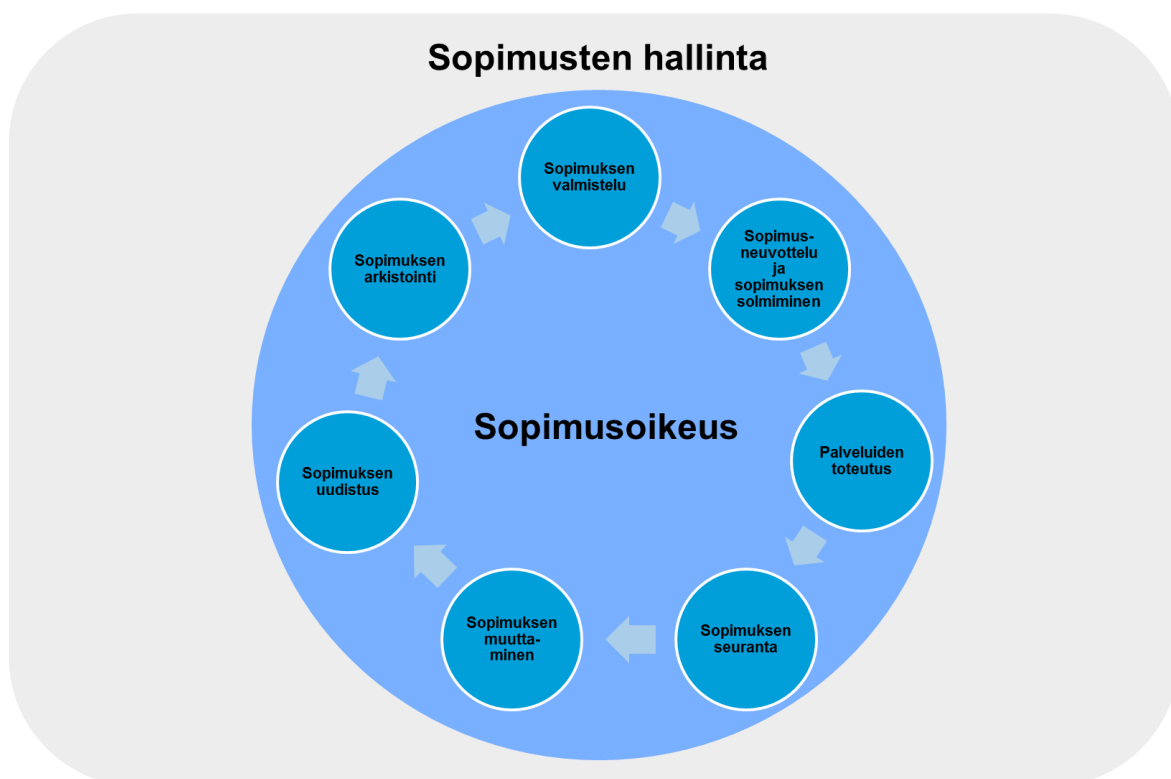 Sopimusten hallinta
Sopimuksen
valmistelu
Sopimus-
neuvottelu
ja
sopimuksen
solmiminen
Palveluiden
toteutus
Sopimuksen
seuranta
Sopimuksen
muutta-
minen
Sopimuksen
uudistus
Sopimuksen
arkistointi
Sopimusoikeus